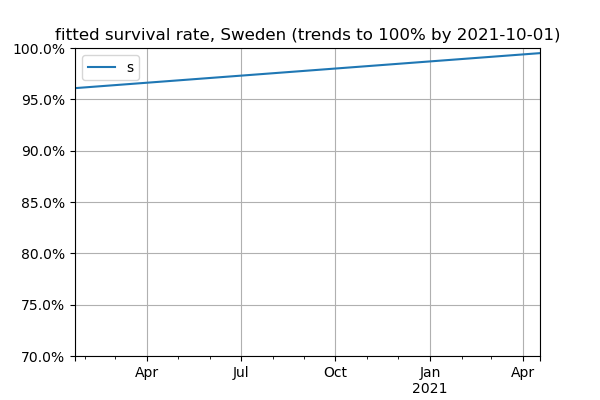 fitted survival rate, Sweden (trends to 100% by 2021-10-01)
100.0%
s
95.0%
90.0%
85.0%
80.0%
75.0%
70.0%
Apr Jul Oct Jan Apr
2021